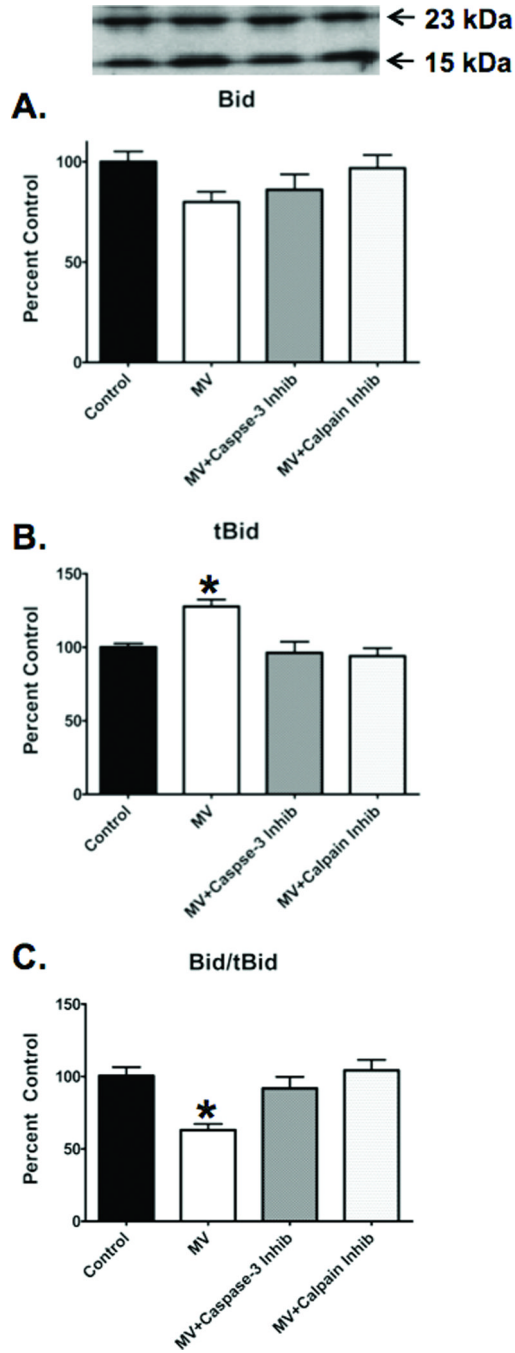 ← 23 kDa
← 15 kDa
A.
Bid
Percent Control
100
50
0
Control
MV
MV+Caspse-3 Inhib
MV+Calpain Inhib
B.
tBid
Percent Control
150
100
50
0
*
Control
MV
MV+Caspse-3 Inhib
MV+Calpain Inhib
C.
Bid/tBid
Percent Control
150
100
50
0
*
Control
MV
MV+Caspase-3 Inhib
MV+Calpain Inhib